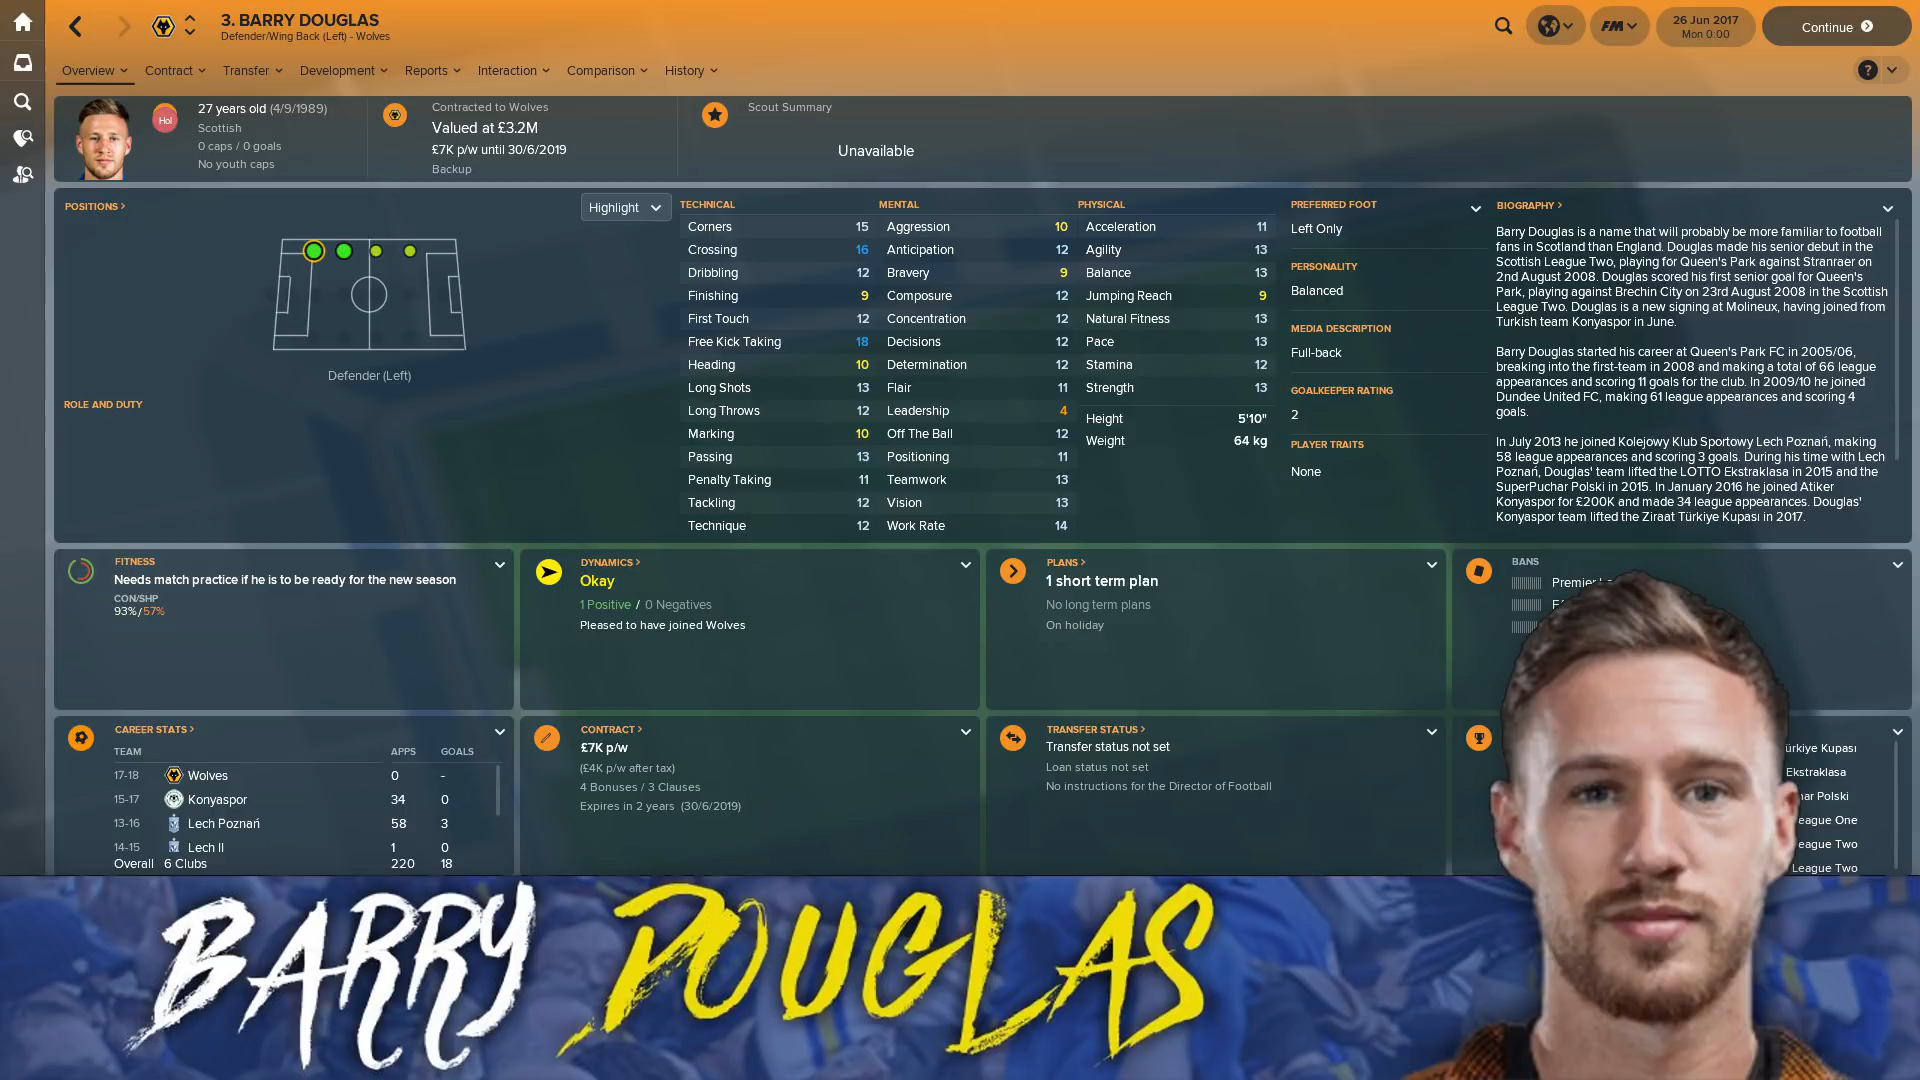 3. BARRY DOUGLAS
Defender/Wing Back (Left) - Wolves
FM
26 Jun 2017
Mon 0:00
Continue
Overview
Contract
Transfer
Development
Reports
Interaction
Comparison
History
?
Hol
27 years old (4/9/1989)
Scottish
0 caps / 0 goals
No youth caps
Contracted to Wolves
Valued at £3.2M
£7K p/w until 30/6/2019
Backup
Scout Summary
Unavailable
POSITIONS >
Highlight
Defender (Left)
ROLE AND DUTY
TECHNICAL
Corners 15
Crossing 16
Dribbling 12
Finishing 9
First Touch 12
Free Kick Taking 18
Heading 10
Long Shots 13
Long Throws 12
Marking 10
Passing 13
Penalty Taking 11
Tackling 12
Technique 12
MENTAL
Aggression 10
Anticipation 12
Bravery 9
Composure 12
Concentration 12
Decisions 12
Determination 12
Flair 11
Leadership 4
Off The Ball 12
Positioning 11
Teamwork 13
Vision 13
Work Rate 14
PHYSICAL
Acceleration 11
Agility 13
Balance 13
Jumping Reach 9
Natural Fitness 13
Pace 13
Stamina 12
Strength 13
Height 5'10"
Weight 64 kg
PREFERRED FOOT
Left Only
PERSONALITY
Balanced
MEDIA DESCRIPTION
Full-back
GOALKEEPER RATING
2
PLAYER TRAITS
None
BIOGRAPHY >
Barry Douglas is a name that will probably be more familiar to football
fans in Scotland than England. Douglas made his senior debut in the
Scottish League Two, playing for Queen's Park against Stranraer on
2nd August 2008. Douglas scored his first senior goal for Queen's
Park, playing against Brechin City on 23rd August 2008 in the Scottish
League Two. Douglas is a new signing at Molineux, having joined from
Turkish team Konyaspor in June.
Barry Douglas started his career at Queen's Park FC in 2005/06,
breaking into the first-team in 2008 and making a total of 66 league
appearances and scoring 11 goals for the club. In 2009/10 he joined
Dundee United FC, making 61 league appearances and scoring 4
goals.
In July 2013 he joined Kolejowy Klub Sportowy Lech Poznań, making
58 league appearances and scoring 3 goals. During his time with Lech
Poznań, Douglas' team lifted the LOTTO Ekstraklasa in 2015 and the
SuperPuchar Polski in 2015. In January 2016 he joined Atiker
Konyaspor for £200K and made 34 league appearances. Douglas'
Konyaspor team lifted the Ziraat Türkiye Kupası in 2017.
FITNESS
Needs match practice if he is to be ready for the new season
CON/SHP
93%/57%
DYNAMICS >
Okay
1 Positive / 0 Negatives
Pleased to have joined Wolves
PLANS >
1 short term plan
No long term plans
On holiday
BANS
Premier
CAREER STATS >
TEAM APPS GOALS
17-18 Wolves 0 -
15-17 Konyaspor 34 0
13-16 Lech Poznań 58 3
14-15 Lech II 1 0
Overall 6 Clubs 220 18
CONTRACT >
£7K p/w
(£4K p/w after tax)
4 Bonuses / 3 Clauses
Expires in 2 years (30/6/2019)
TRANSFER STATUS >
Transfer status not set
Loan status not set
No instructions for the Director of Football
ürkiye Kupası
Ekstraklasa
har Polski
eague One
eague Two
League Two
BARRY DOUGLAS